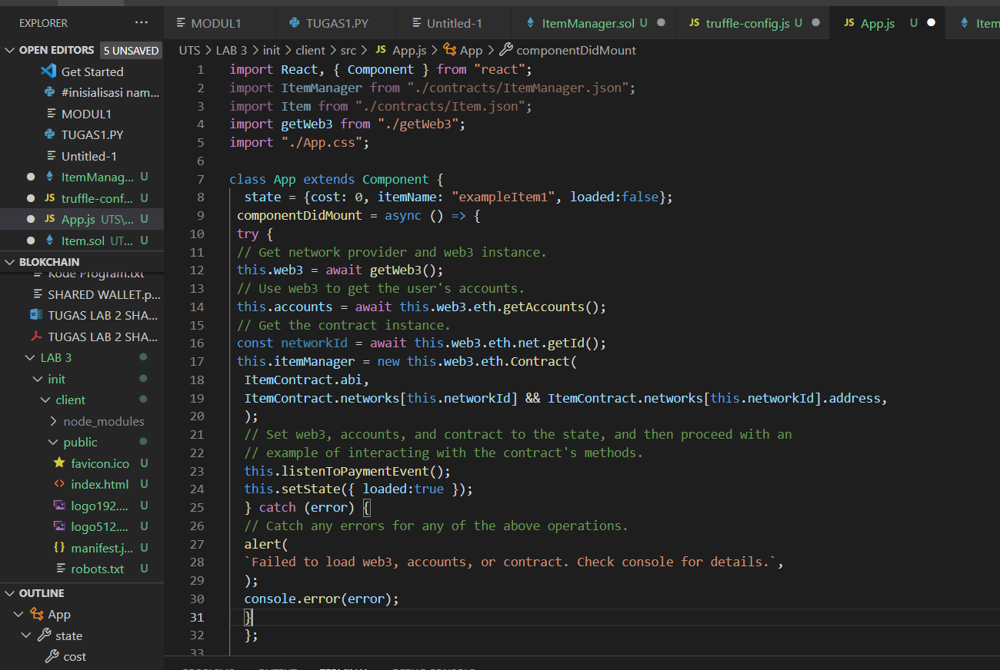 EXPLORER ...
OPEN EDITORS 5 UNSAVED
Get Started
#inisialisasi nam...
MODUL1
TUGAS1.PY
Untitled-1
ItemManag... U
JS truffle-conf... U
JS App.js UTS\... U
Item.sol UT... U
BLOKCHAIN
Kode Program.txt
SHARED WALLET.p...
TUGAS LAB 2 SHA...
TUGAS LAB 2 SHA...
LAB 3
init
client
node_modules
public
favicon.ico U
index.html U
logo192.... U
logo512.... U
manifest.j... U
robots.txt U
OUTLINE
App
state
cost
MODUL1 TUGAS1.PY Untitled-1 ItemManager.sol U JS truffle-config.js U JS App.js U Item
UTS > LAB 3 > init > client > src > JS App.js > App > componentDidMount
1 import React, { Component } from "react";
2 import ItemManager from "./contracts/ItemManager.json";
3 import Item from "./contracts/Item.json";
4 import getWeb3 from "./getWeb3";
5 import "./App.css";
6
7 class App extends Component {
8 state = {cost: 0, itemName: "exampleItem1", loaded:false};
9 componentDidMount = async () => {
10 try {
11 // Get network provider and web3 instance.
12 this.web3 = await getWeb3();
13 // Use web3 to get the user's accounts.
14 this.accounts = await this.web3.eth.getAccounts();
15 // Get the contract instance.
16 const networkId = await this.web3.eth.net.getId();
17 this.itemManager = new this.web3.eth.Contract(
18 ItemContract.abi,
19 ItemContract.networks[this.networkId] && ItemContract.networks[this.networkId].address,
20 );
21 // Set web3, accounts, and contract to the state, and then proceed with an
22 // example of interacting with the contract's methods.
23 this.listenToPaymentEvent();
24 this.setState({ loaded:true });
25 } catch (error) {
26 // Catch any errors for any of the above operations.
27 alert(
28 `Failed to load web3, accounts, or contract. Check console for details.`,
29 );
30 console.error(error);
31 }
32 };
33